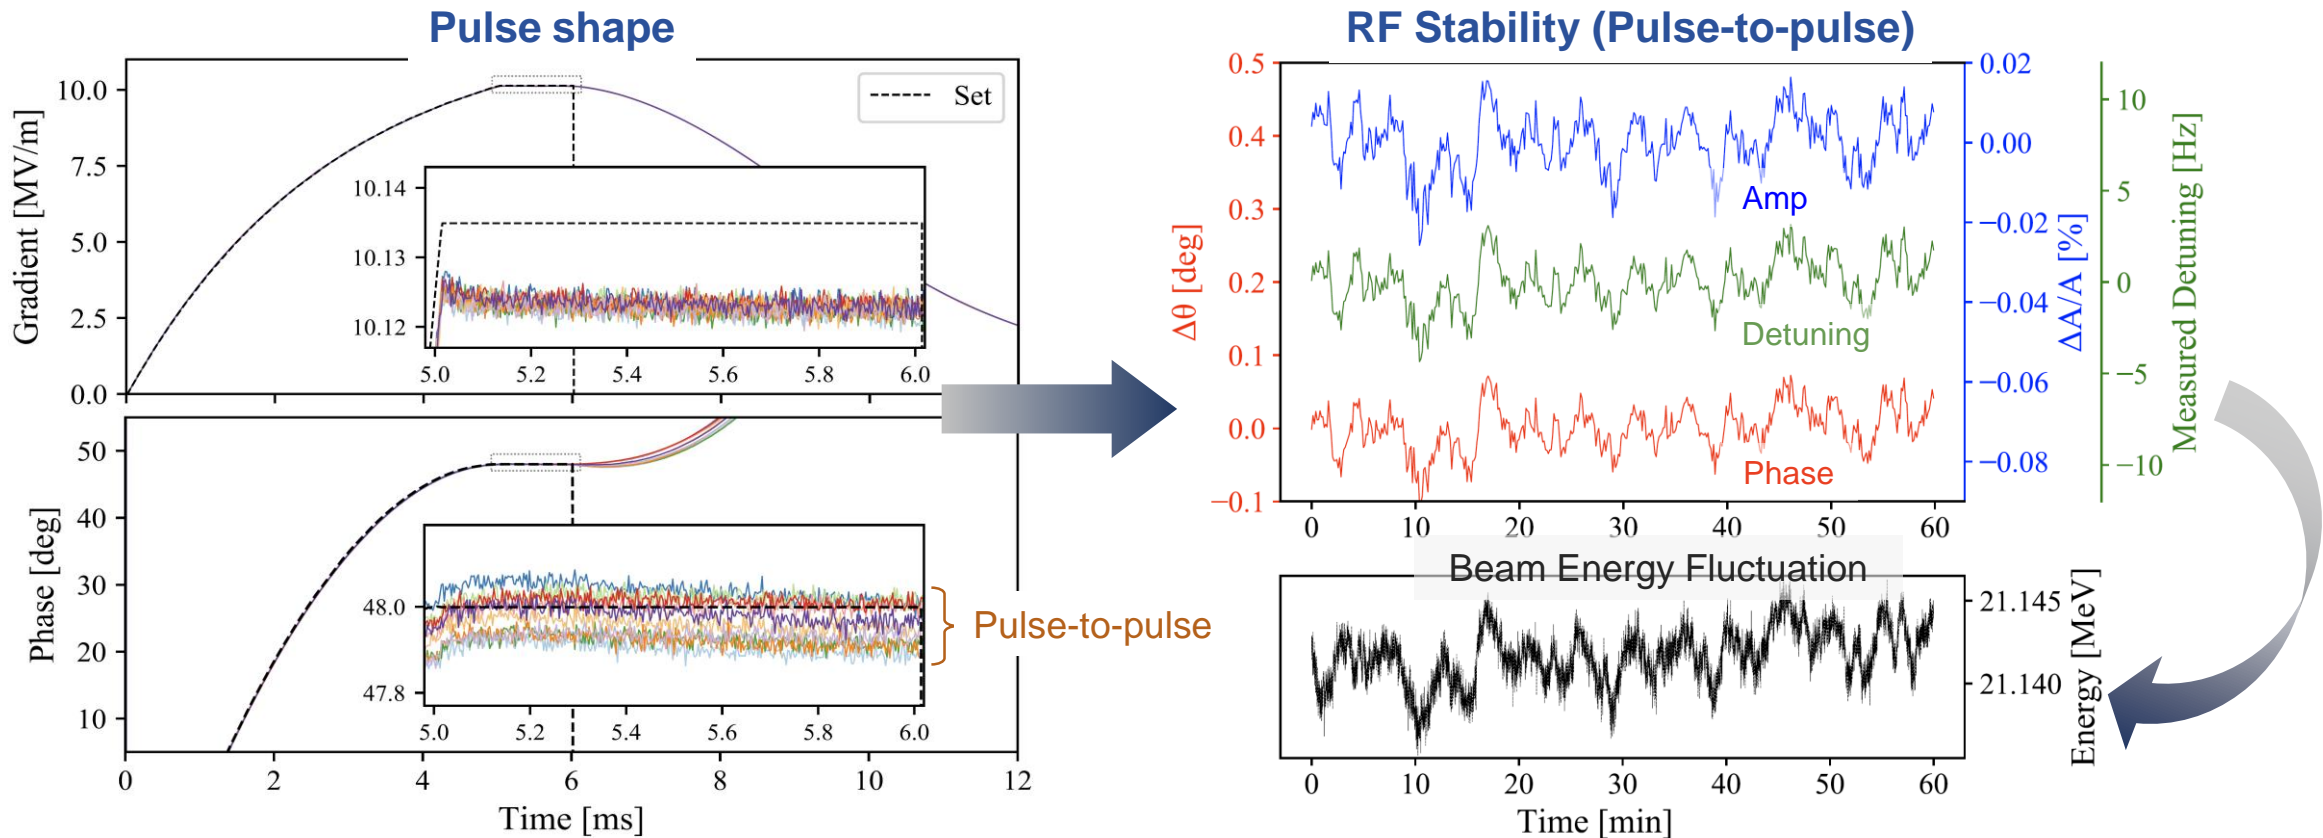 Pulse shape
RF Stability (Pulse-to-pulse)
Gradient [MV/m]
10.0
7.5
5.0
2.5
0.0
Set
10.14
10.13
10.12
5.0 5.2 5.4 5.6 5.8 6.0
Phase [deg]
50
40
30
20
10
48.0
47.8
5.0 5.2 5.4 5.6 5.8 6.0
Pulse-to-pulse
0 2 4 6 8 10 12
Time [ms]
Δθ [deg]
0.5
0.4
0.3
0.2
0.1
0.0
−0.1
Amp
Detuning
Phase
0.02
0.00
−0.02
−0.04
−0.06
−0.08
ΔA/A [%]
10
5
0
−5
−10
Measured Detuning [Hz]
0 10 20 30 40 50 60
Beam Energy Fluctuation
21.145
21.140
Energy [MeV]
0 10 20 30 40 50 60
Time [min]